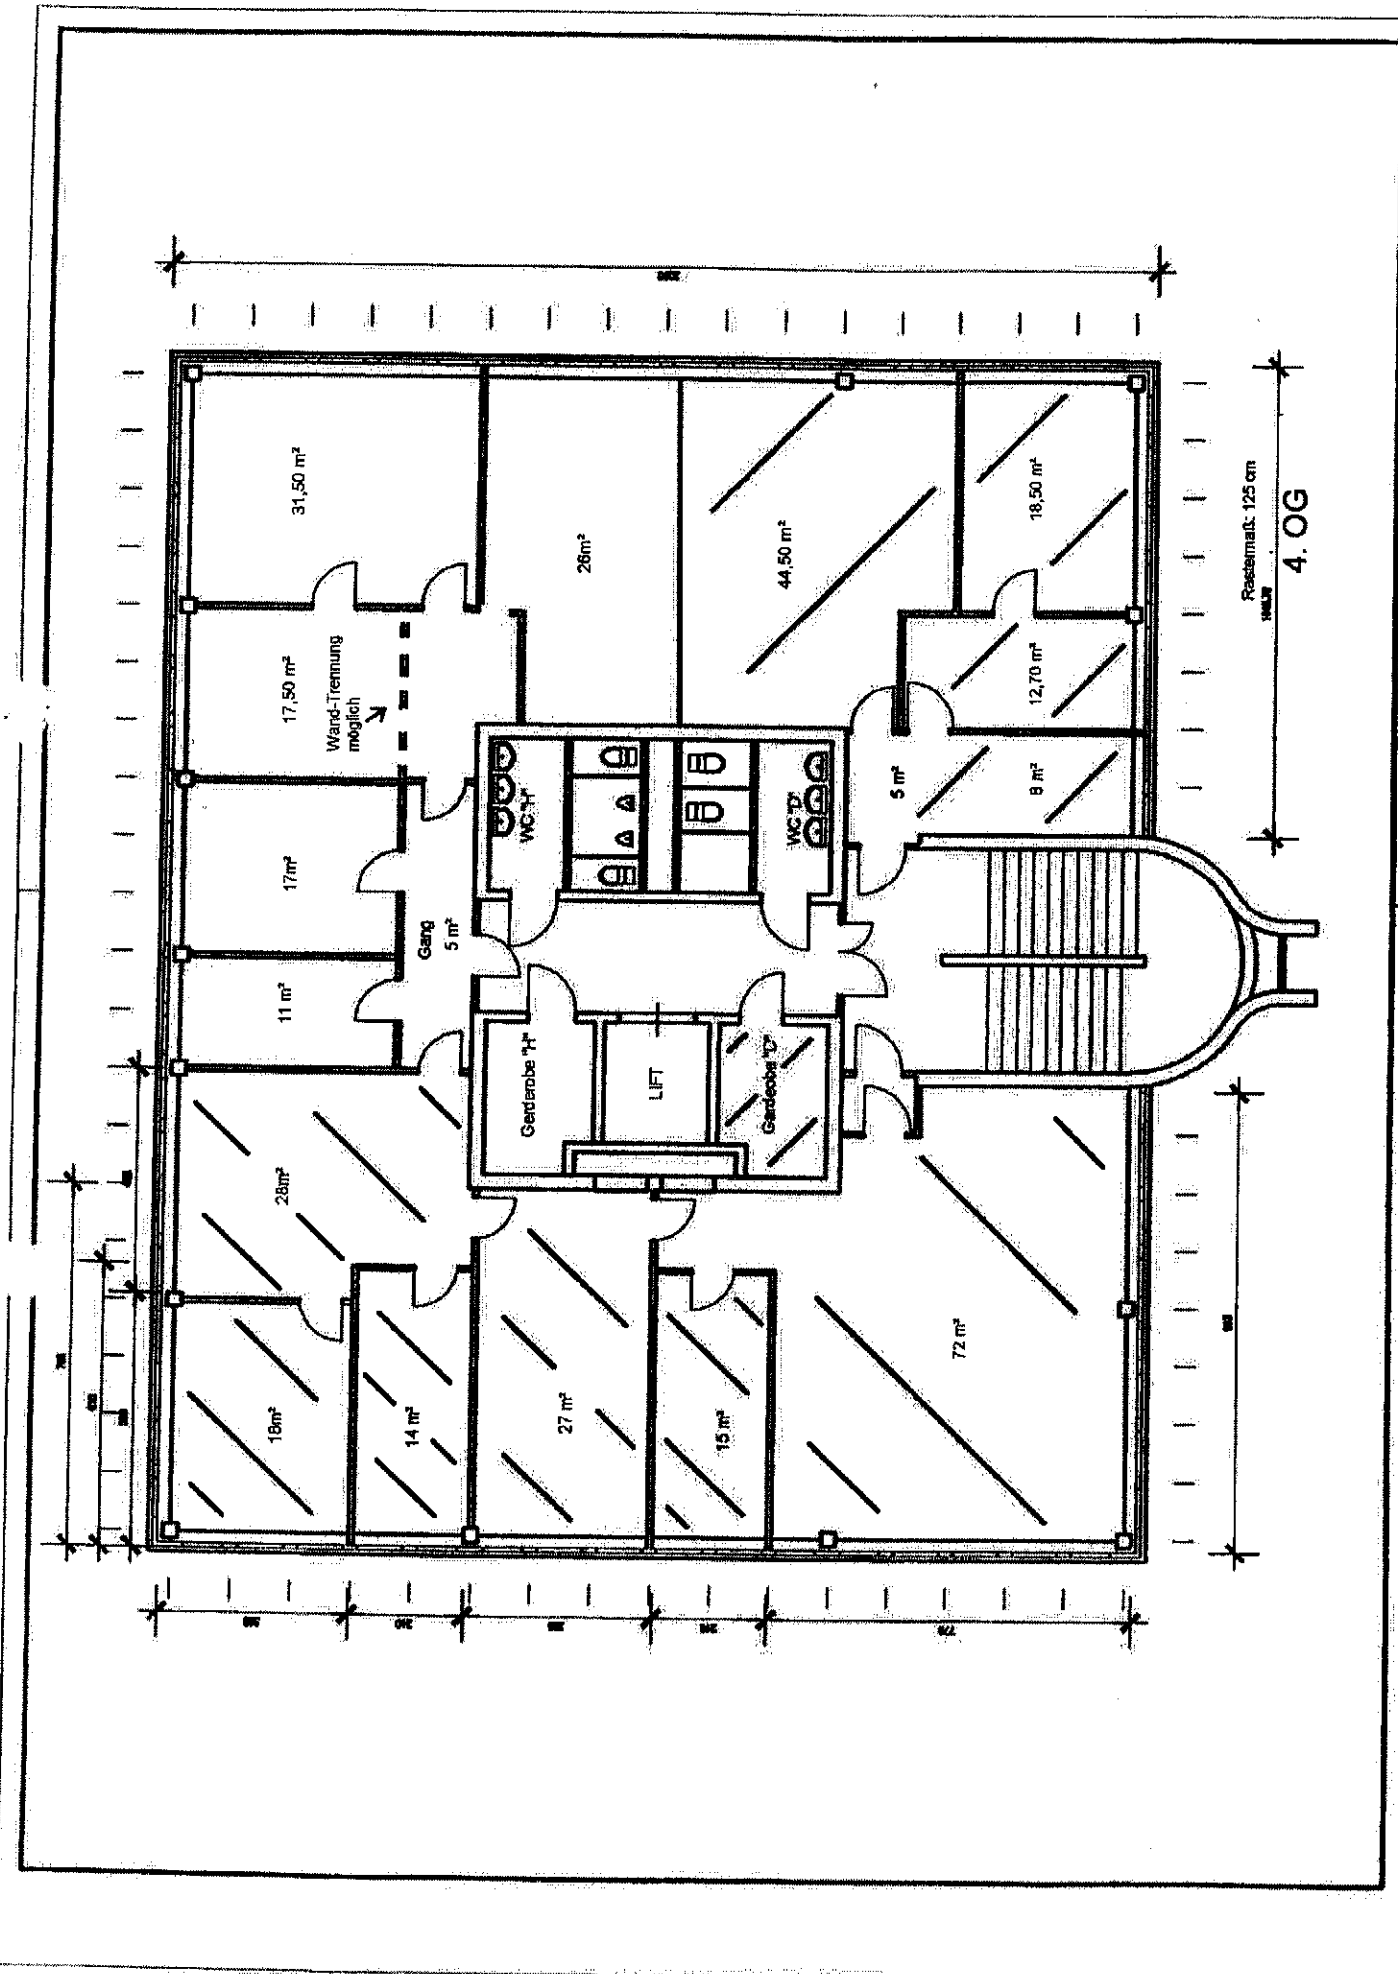 31,50 m²
17,50 m²
Wand-Trennung
möglich
17m²
11 m²
Gang
5 m²
28m²
18m²
14 m²
27 m²
15 m²
72 m²
26m²
44,50 m²
18,50 m²
12,70 m²
8 m²
5 m²
WC "H"
WC "D"
Garderobe "H"
LIFT
Garderobe "D"
Rastermaß: 125 cm
4. OG